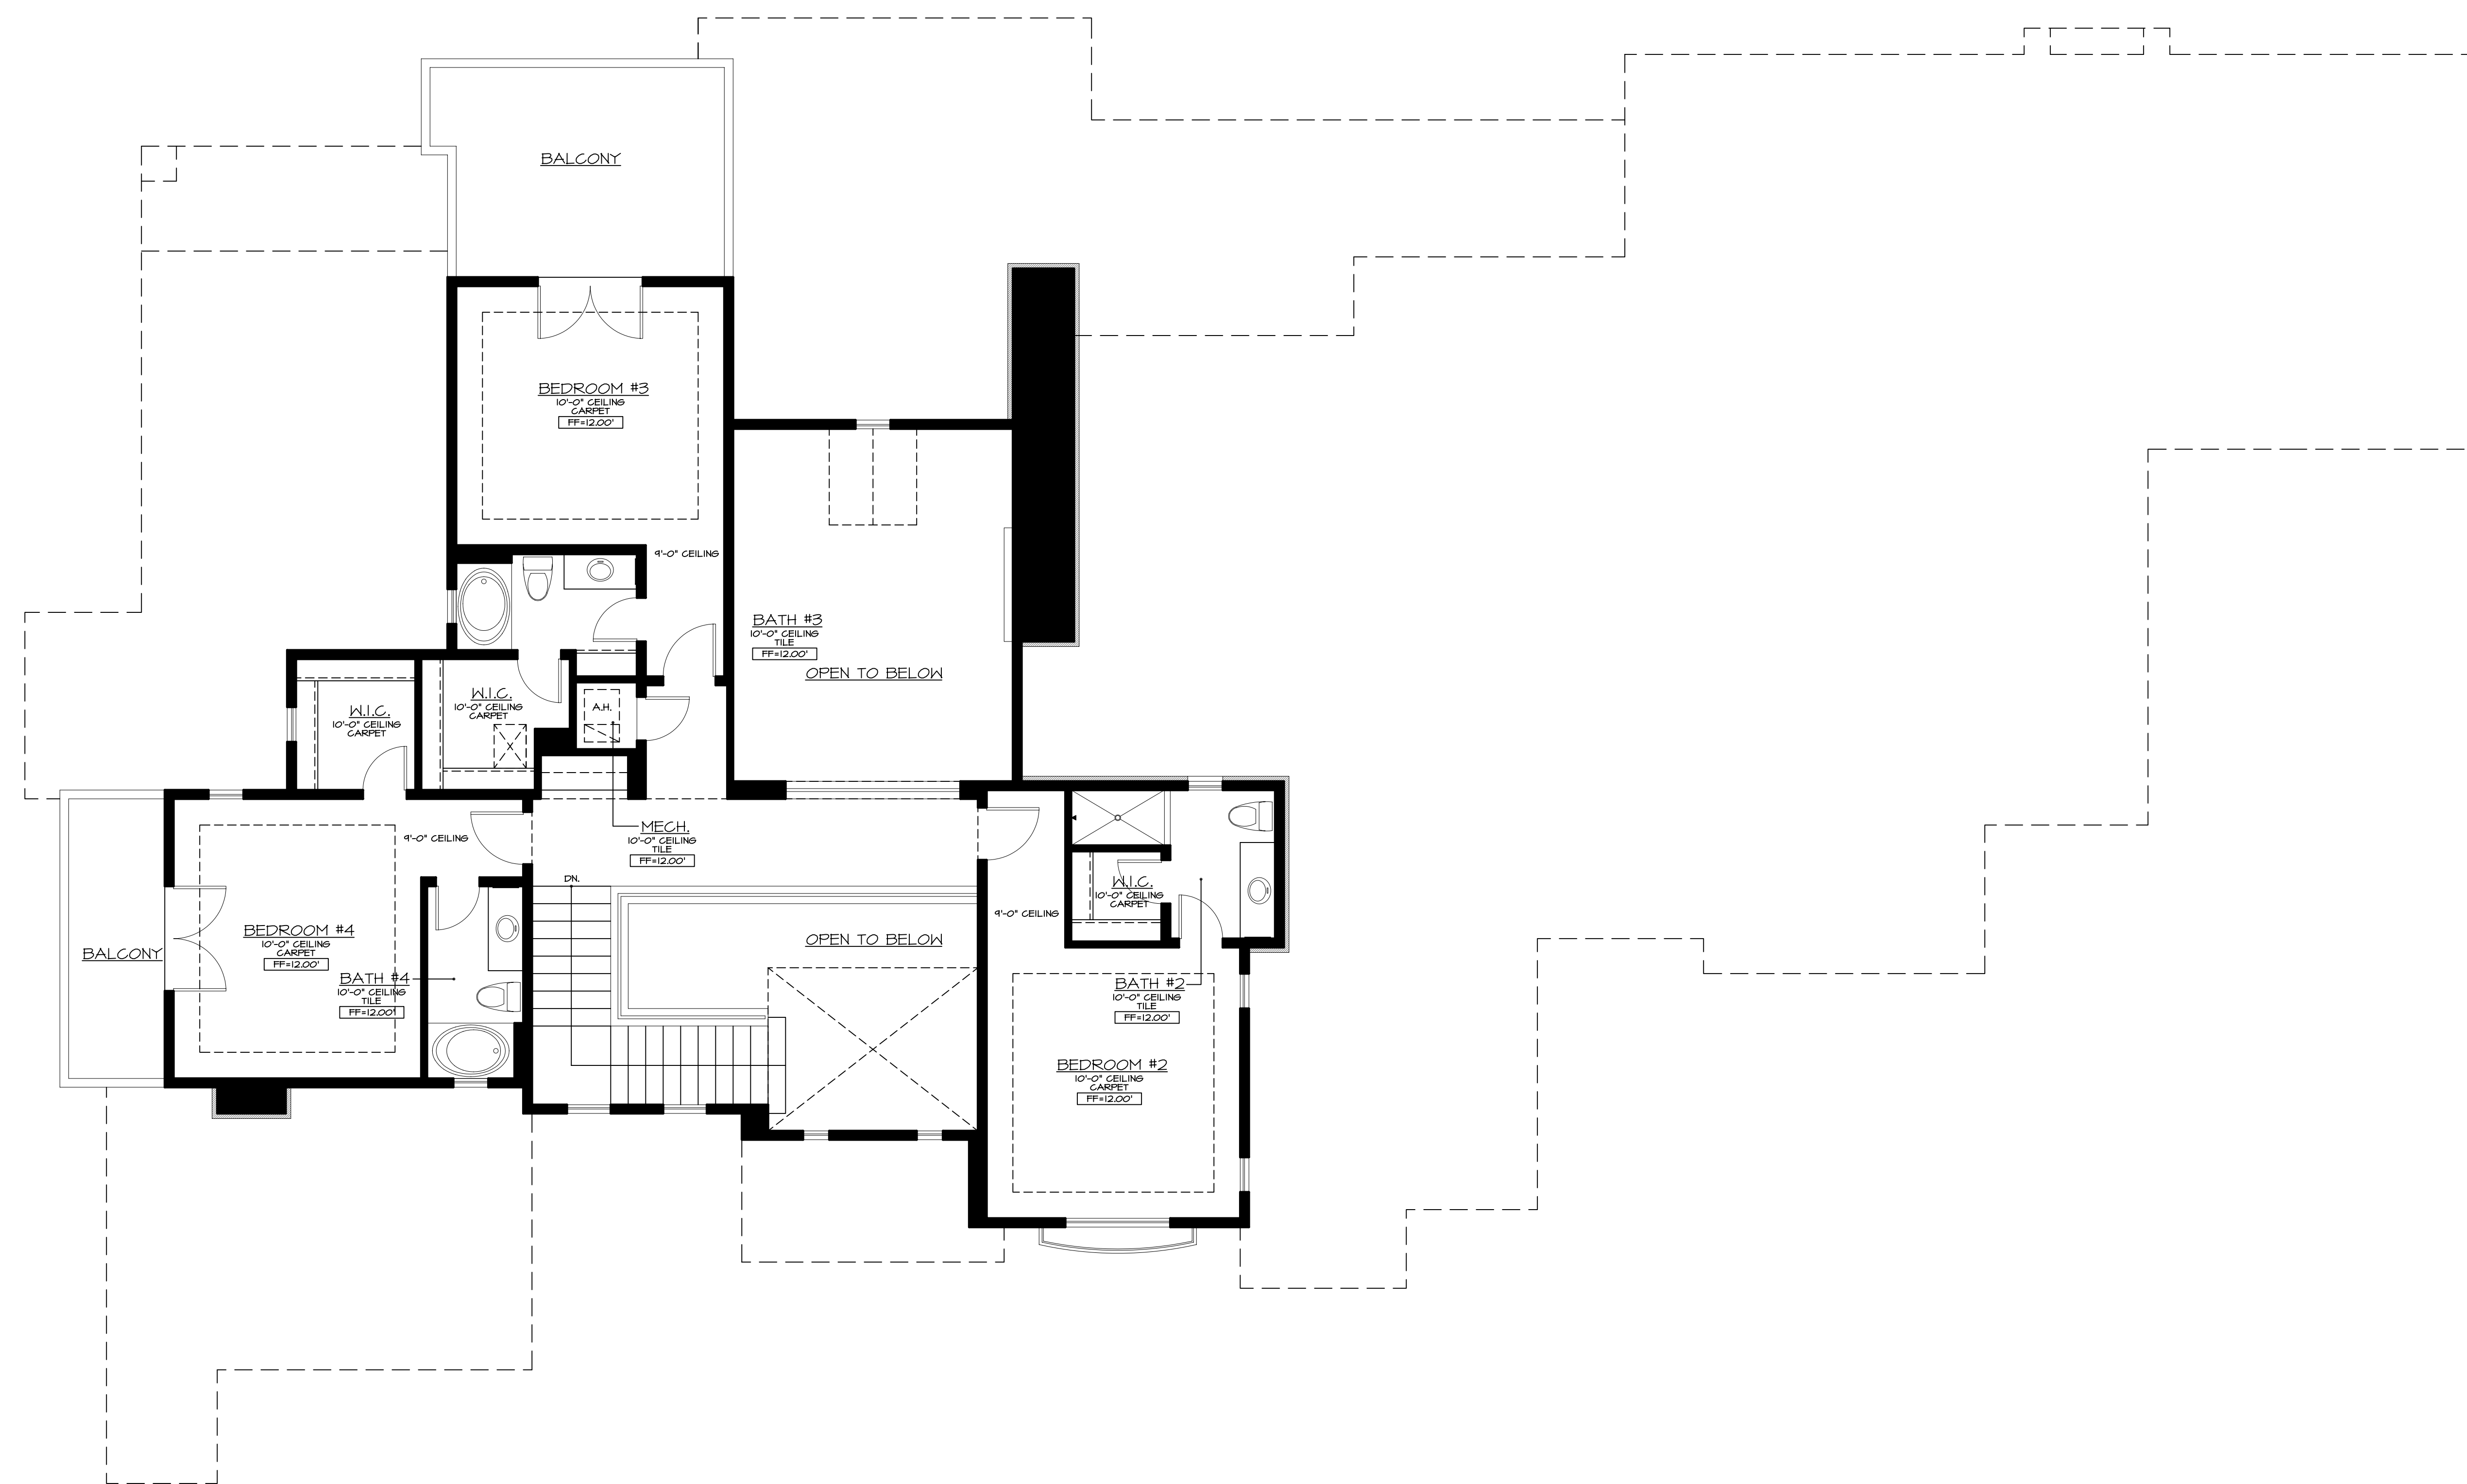 BALCONY
BEDROOM #3
10'-0" CEILING
CARPET
FF=12.00'
9'-0" CEILING
BATH #3
10'-0" CEILING
TILE
FF=12.00'
OPEN TO BELOW
W.I.C.
10'-0" CEILING
CARPET
W.I.C.
10'-0" CEILING
CARPET
A.H.
MECH.
10'-0" CEILING
TILE
FF=12.00'
9'-0" CEILING
DN.
BEDROOM #4
10'-0" CEILING
CARPET
FF=12.00'
BALCONY
BATH #4
10'-0" CEILING
TILE
FF=12.00'
OPEN TO BELOW
9'-0" CEILING
W.I.C.
10'-0" CEILING
CARPET
BATH #2
10'-0" CEILING
TILE
FF=12.00'
BEDROOM #2
10'-0" CEILING
CARPET
FF=12.00'